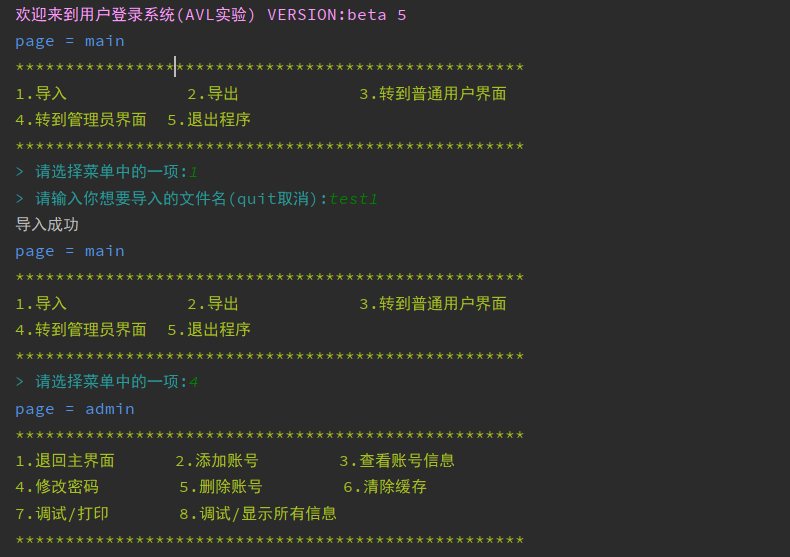 欢迎来到用户登录系统(AVL实验) VERSION:beta 5
page = main
***************************************************
1.导入 2.导出 3.转到普通用户界面
4.转到管理员界面 5.退出程序
***************************************************
> 请选择菜单中的一项:1
> 请输入你想要导入的文件名(quit取消):test1
导入成功
page = main
***************************************************
1.导入 2.导出 3.转到普通用户界面
4.转到管理员界面 5.退出程序
***************************************************
> 请选择菜单中的一项:4
page = admin
***************************************************
1.退回主界面 2.添加账号 3.查看账号信息
4.修改密码 5.删除账号 6.清除缓存
7.调试/打印 8.调试/显示所有信息
***************************************************